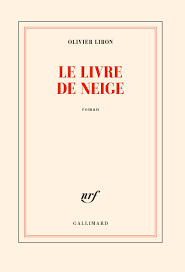 OLIVIER LIRON
LE LIVRE
DE NEIGE
roman
nrf
GALLIMARD